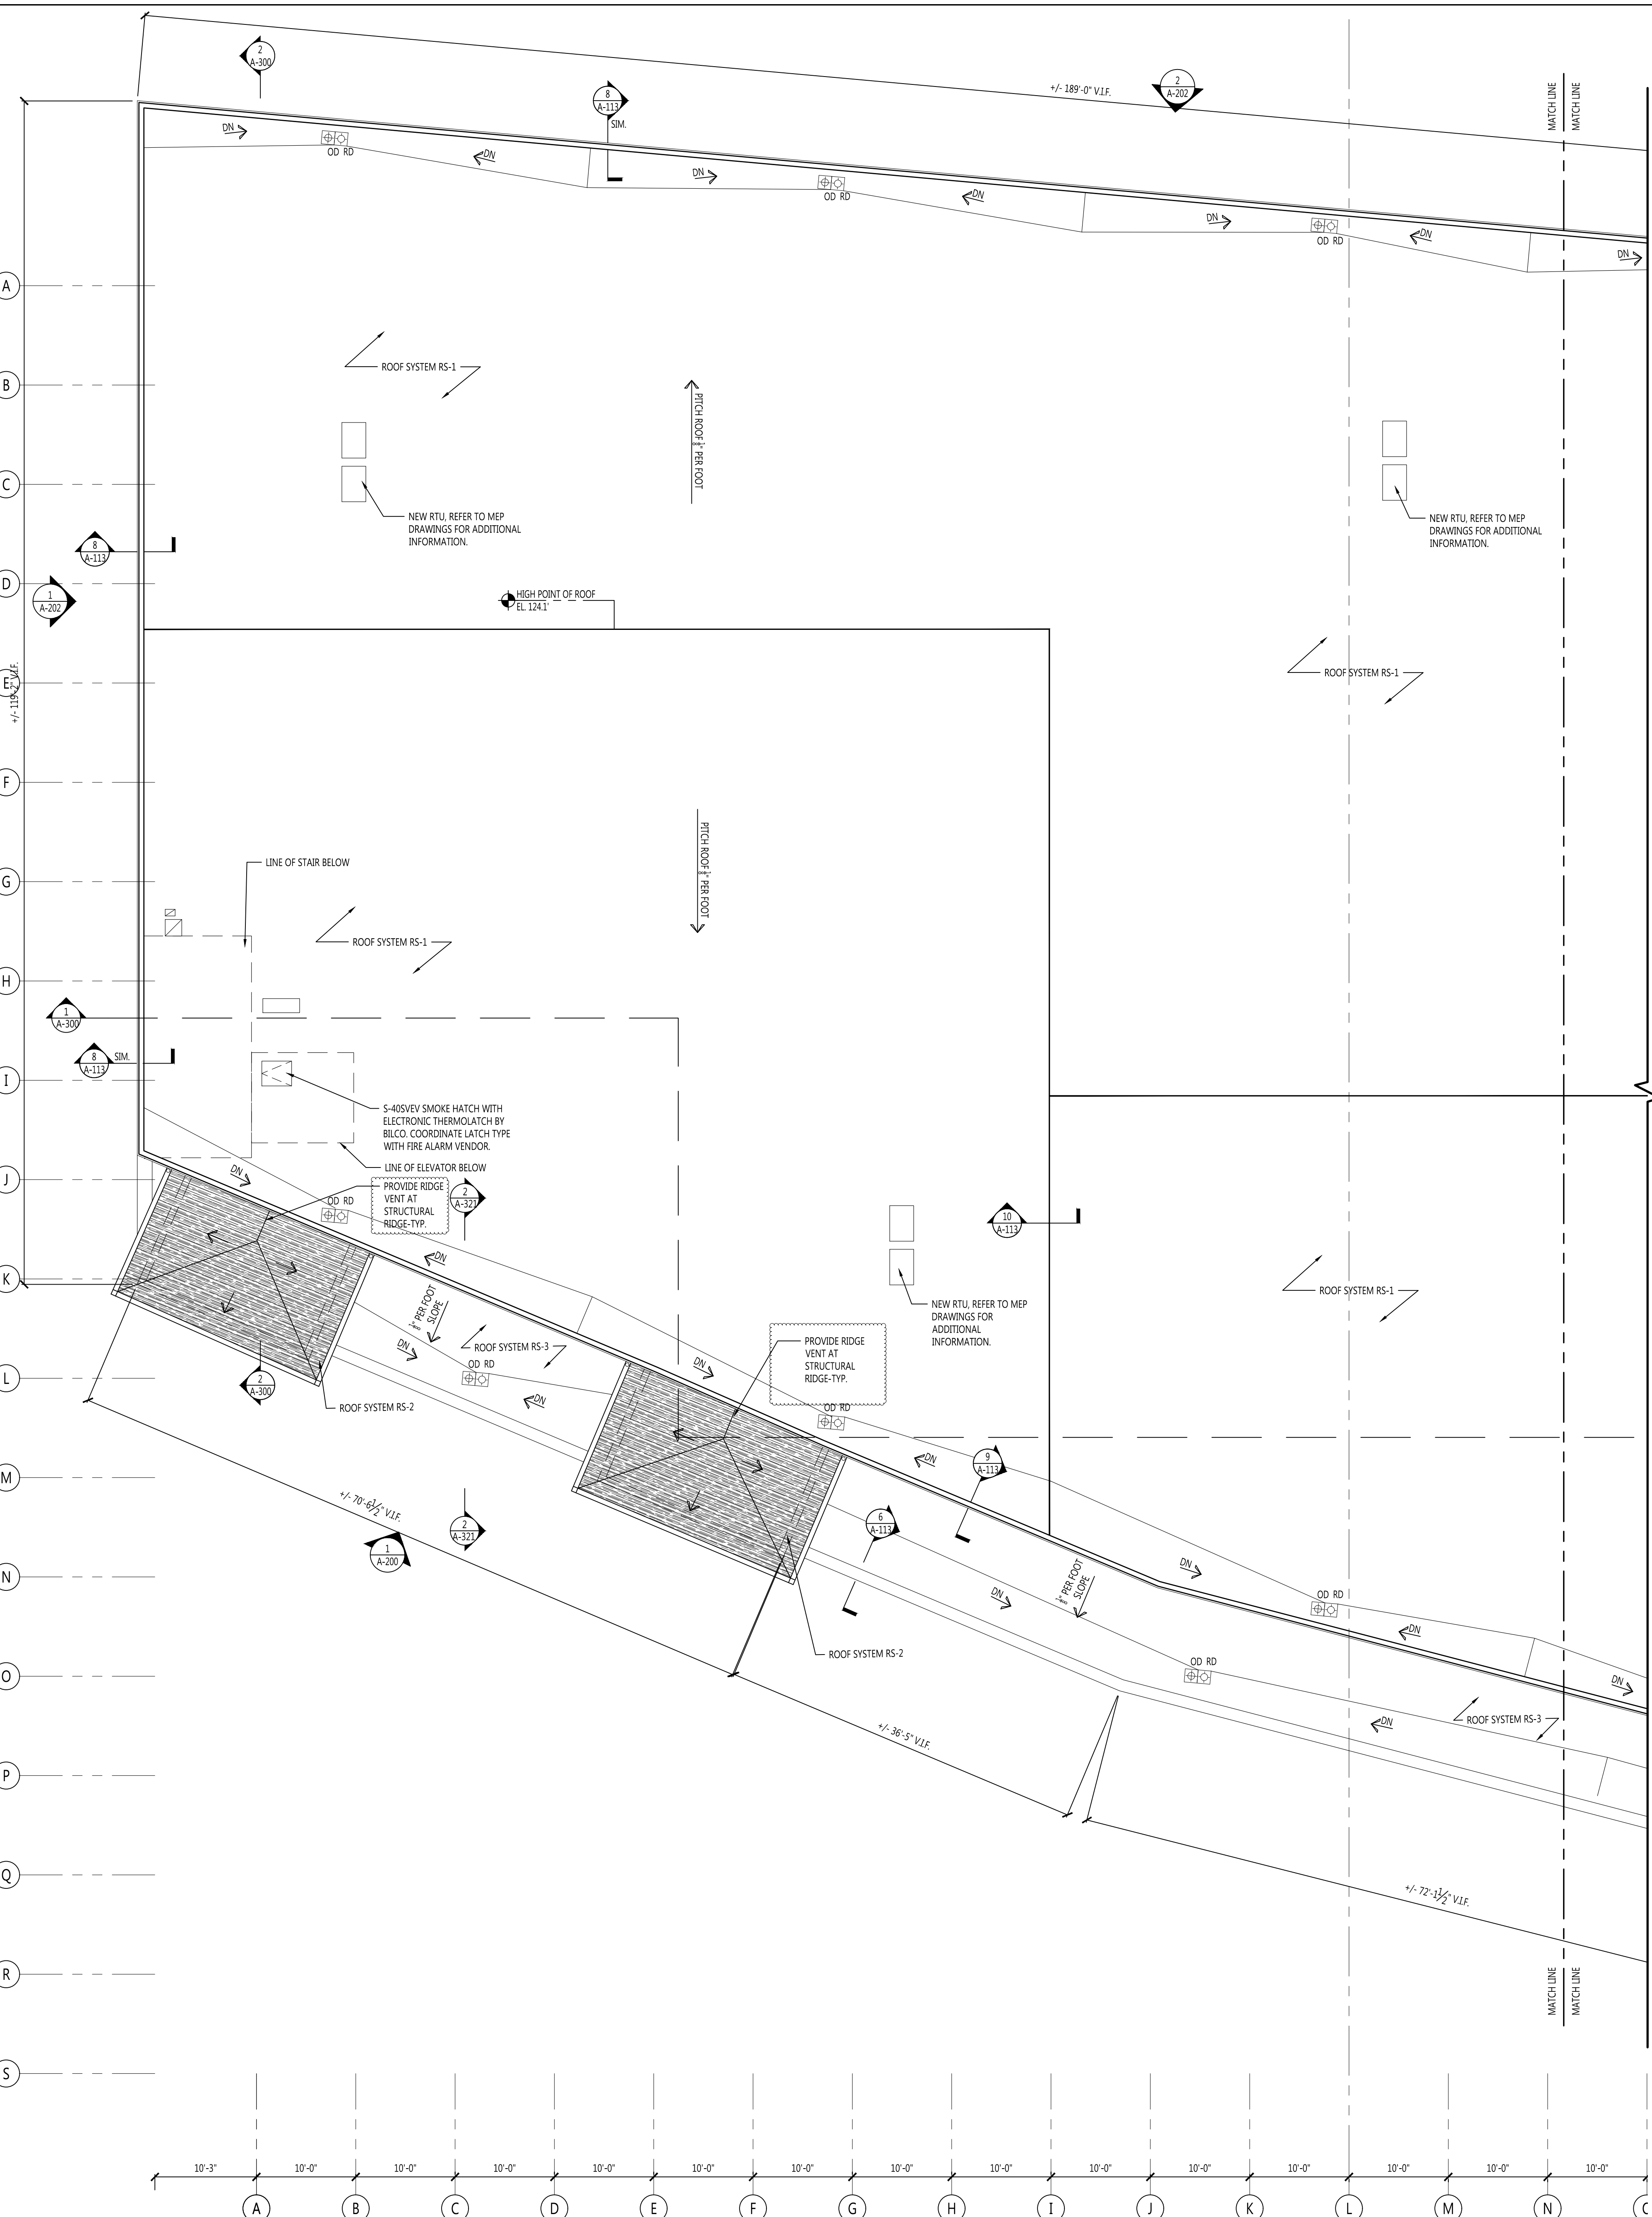 2
A-300
+/- 189'-0" V.I.F.
2
A-202
8
A-113
SIM.
MATCH LINE
MATCH LINE
DN
OD RD
DN
DN
OD RD
DN
DN
OD RD
DN
DN
A
B
C
D
E
F
G
H
I
J
K
L
M
N
O
P
Q
R
S
+/- 119'-2" V.I.F.
ROOF SYSTEM RS-1
PITCH ROOF 1/8" PER FOOT
NEW RTU, REFER TO MEP
DRAWINGS FOR ADDITIONAL
INFORMATION.
NEW RTU, REFER TO MEP
DRAWINGS FOR ADDITIONAL
INFORMATION.
8
A-113
1
A-202
HIGH POINT OF ROOF
EL. 124.1'
ROOF SYSTEM RS-1
PITCH ROOF 1/8" PER FOOT
LINE OF STAIR BELOW
ROOF SYSTEM RS-1
1
A-300
8
A-113
SIM.
S-40SVEV SMOKE HATCH WITH
ELECTRONIC THERMOLATCH BY
BILCO. COORDINATE LATCH TYPE
WITH FIRE ALARM VENDOR.
LINE OF ELEVATOR BELOW
DN
PROVIDE RIDGE
VENT AT
STRUCTURAL
RIDGE-TYP.
2
A-321
OD RD
DN
10
A-113
PER FOOT
SLOPE
ROOF SYSTEM RS-3
DN
OD RD
DN
2
A-300
ROOF SYSTEM RS-2
NEW RTU, REFER TO MEP
DRAWINGS FOR
ADDITIONAL
INFORMATION.
ROOF SYSTEM RS-1
PROVIDE RIDGE
VENT AT
STRUCTURAL
RIDGE-TYP.
DN
OD RD
DN
9
A-113
6
A-113
+/- 70'-6 1/2" V.I.F.
2
A-321
1
A-200
DN
PER FOOT
SLOPE
DN
OD RD
DN
ROOF SYSTEM RS-2
OD RD
DN
DN
ROOF SYSTEM RS-3
+/- 36'-5" V.I.F.
+/- 72'-1 1/2" V.I.F.
MATCH LINE
MATCH LINE
10'-3"
10'-0"
10'-0"
10'-0"
10'-0"
10'-0"
10'-0"
10'-0"
10'-0"
10'-0"
10'-0"
10'-0"
10'-0"
10'-0"
10'-0"
A
B
C
D
E
F
G
H
I
J
K
L
M
N